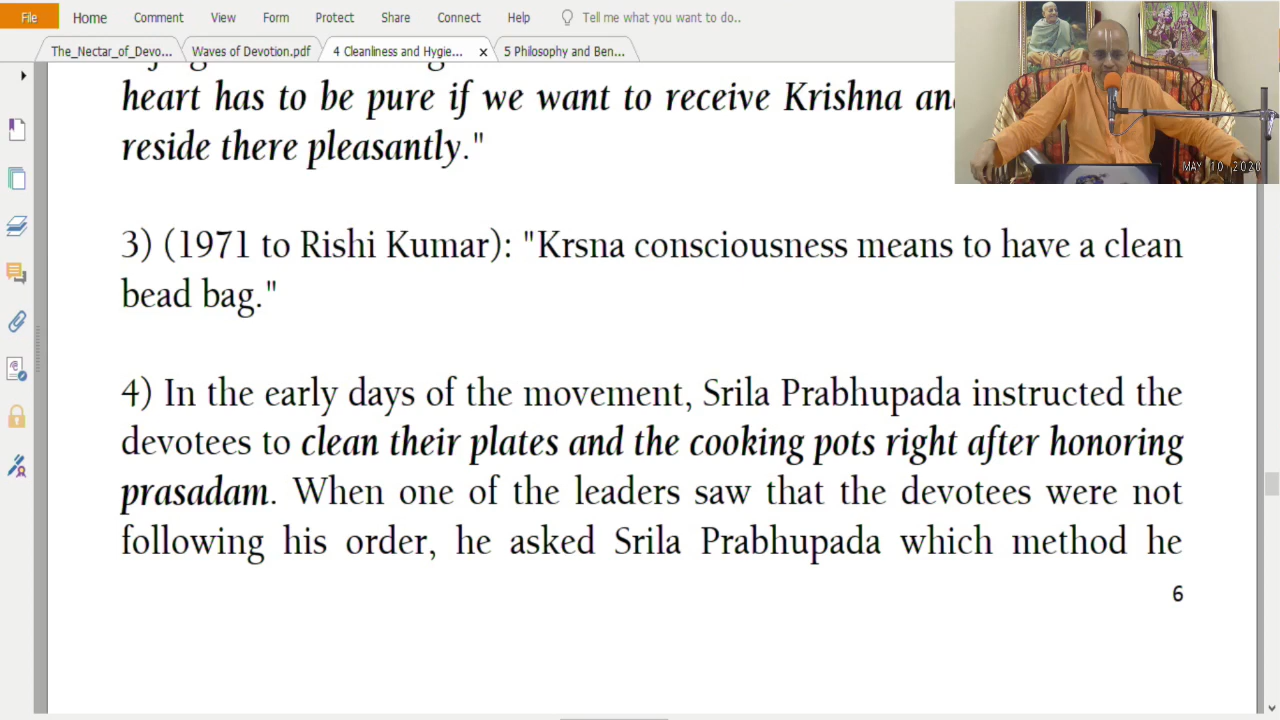 File Home Comment View Form Protect Share Connect Help Tell me what you want to do..
The_Nectar_of_Devo... Waves of Devotion.pdf 4 Cleanliness and Hygie... 5 Philosophy and Ben...
heart has to be pure if we want to receive Krishna
reside there pleasantly."
MAY 10 2020
3) (1971 to Rishi Kumar): "Krsna consciousness means to have a clean
bead bag."
4) In the early days of the movement, Srila Prabhupada instructed the
devotees to clean their plates and the cooking pots right after honoring
prasadam. When one of the leaders saw that the devotees were not
following his order, he asked Srila Prabhupada which method he
6